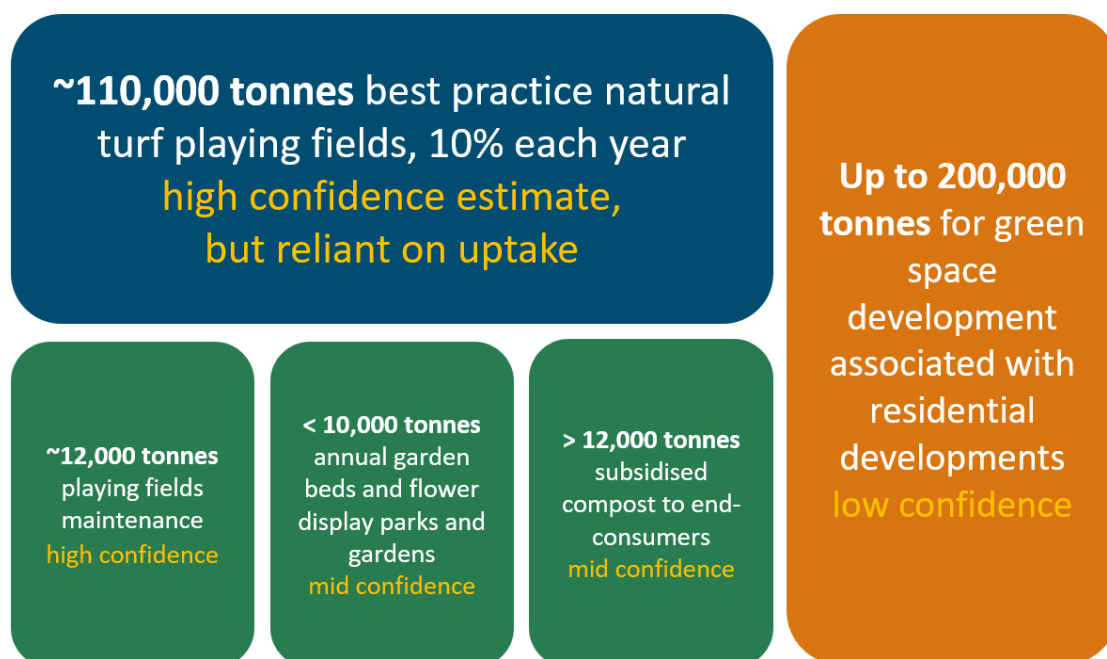 ~110,000 tonnes best practice natural
turf playing fields, 10% each year
high confidence estimate,
but reliant on uptake
Up to 200,000
tonnes for green
space
development
associated with
residential
developments
low confidence
~12,000 tonnes
playing fields
maintenance
high confidence
< 10,000 tonnes
annual garden
beds and flower
display parks and
gardens
mid confidence
> 12,000 tonnes
subsidised
compost to end-
consumers
mid confidence